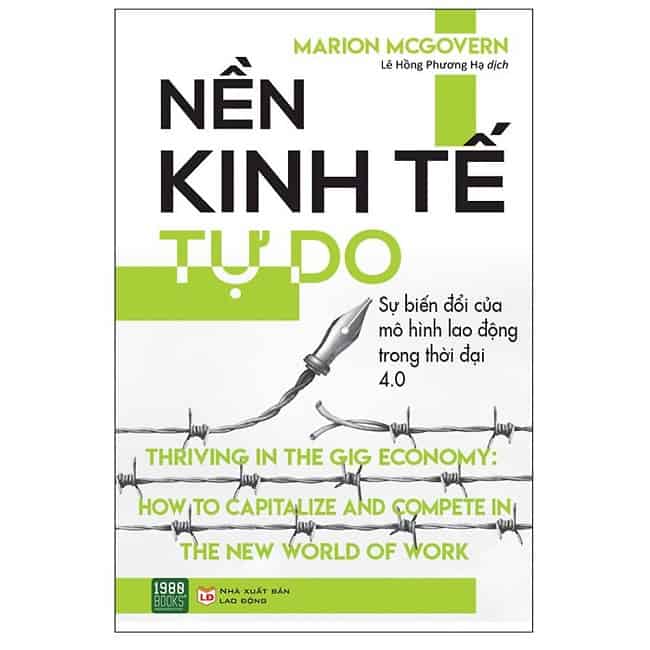 MARION MCGOVERN
Lê Hồng Phương Hạ dịch
NỀN
KINH TẾ
TỰ DO
Sự biến đổi của
mô hình lao động
trong thời đại
4.0
THRIVING IN THE GIG ECONOMY:
HOW TO CAPITALIZE AND COMPETE IN
THE NEW WORLD OF WORK
1980
BOOKS
LĐ
NHÀ XUẤT BẢN
LAO ĐỘNG